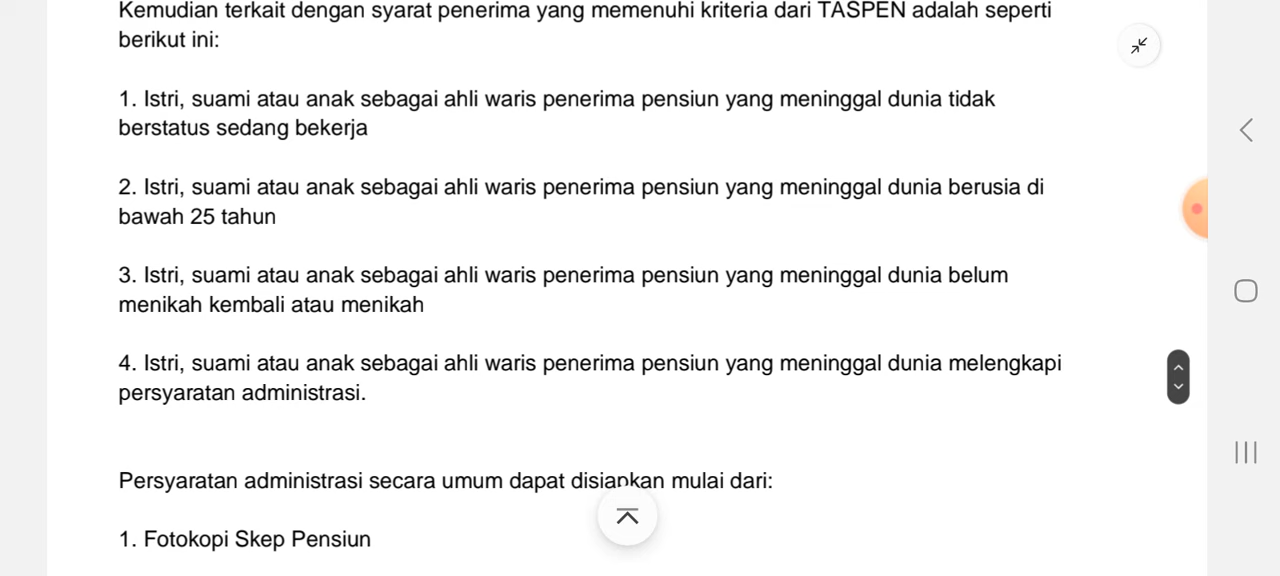 Kemudian terkait dengan syarat penerima yang memenuhi kriteria dari TASPEN adalah seperti
berikut ini:
1. Istri, suami atau anak sebagai ahli waris penerima pensiun yang meninggal dunia tidak
berstatus sedang bekerja
2. Istri, suami atau anak sebagai ahli waris penerima pensiun yang meninggal dunia berusia di
bawah 25 tahun
3. Istri, suami atau anak sebagai ahli waris penerima pensiun yang meninggal dunia belum
menikah kembali atau menikah
4. Istri, suami atau anak sebagai ahli waris penerima pensiun yang meninggal dunia melengkapi
persyaratan administrasi.
Persyaratan administrasi secara umum dapat disiapkan mulai dari:
1. Fotokopi Skep Pensiun